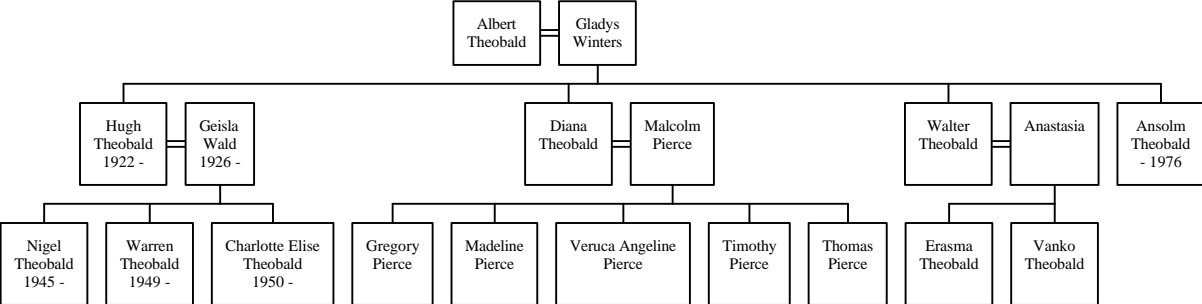 Albert
Theobald
Gladys
Winters
Hugh
Theobald
1922 -
Geisla
Wald
1926 -
Diana
Theobald
Malcolm
Pierce
Walter
Theobald
Anastasia
Ansolm
Theobald
- 1976
Nigel
Theobald
1945 -
Warren
Theobald
1949 -
Charlotte Elise
Theobald
1950 -
Gregory
Pierce
Madeline
Pierce
Veruca Angeline
Pierce
Timothy
Pierce
Thomas
Pierce
Erasma
Theobald
Vanko
Theobald